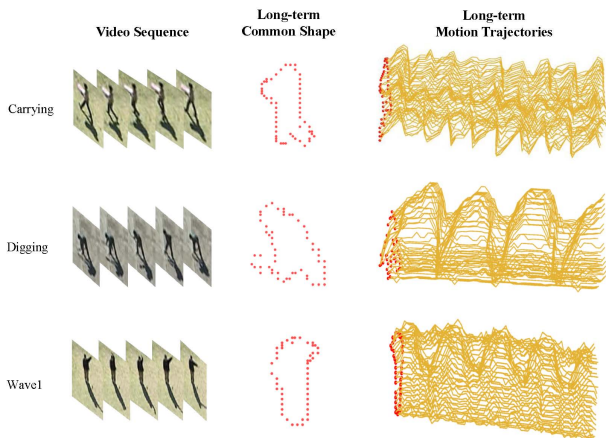 Video Sequence
Long-term
Common Shape
Long-term
Motion Trajectories
Carrying
Digging
Wave1